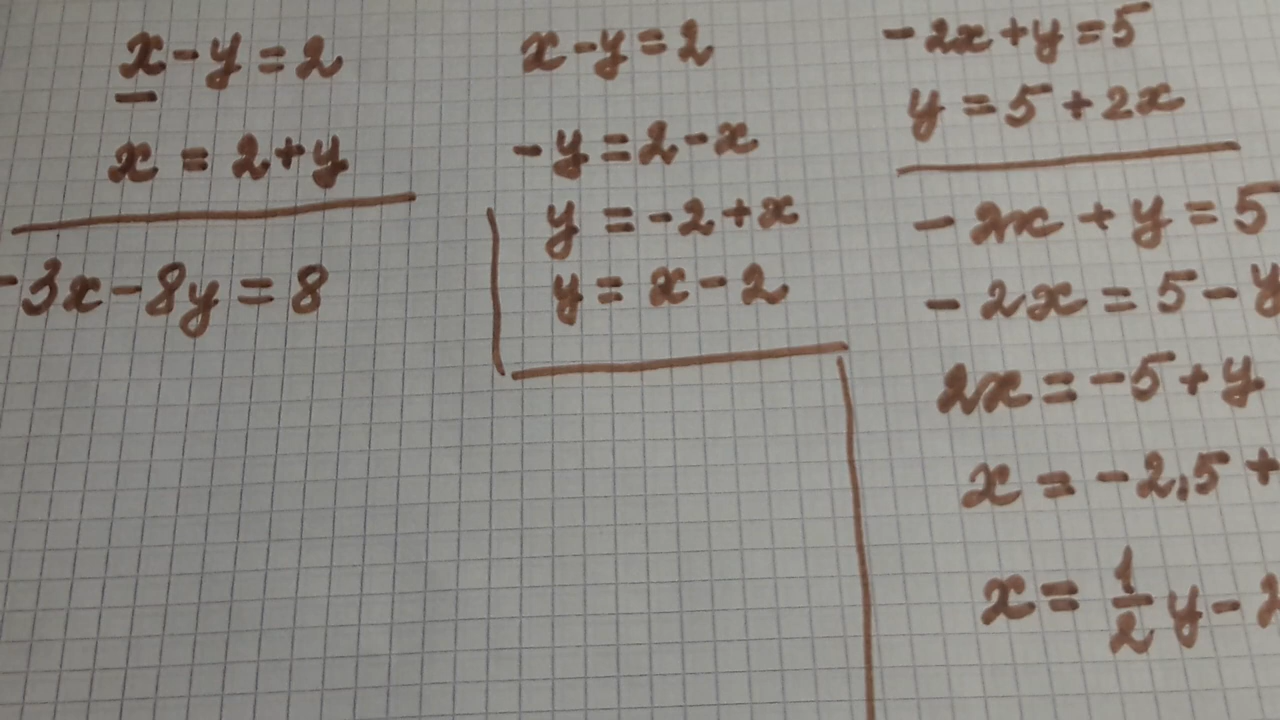 x - y = 2
x = 2 + y
-3x - 8y = 8
x - y = 2
-y = 2 - x
y = -2 + x
y = x - 2
-2x + y = 5
y = 5 + 2x
-2x + y = 5
-2x = 5 - y
2x = -5 + y
x = -2,5 +
x = 1/2 y -